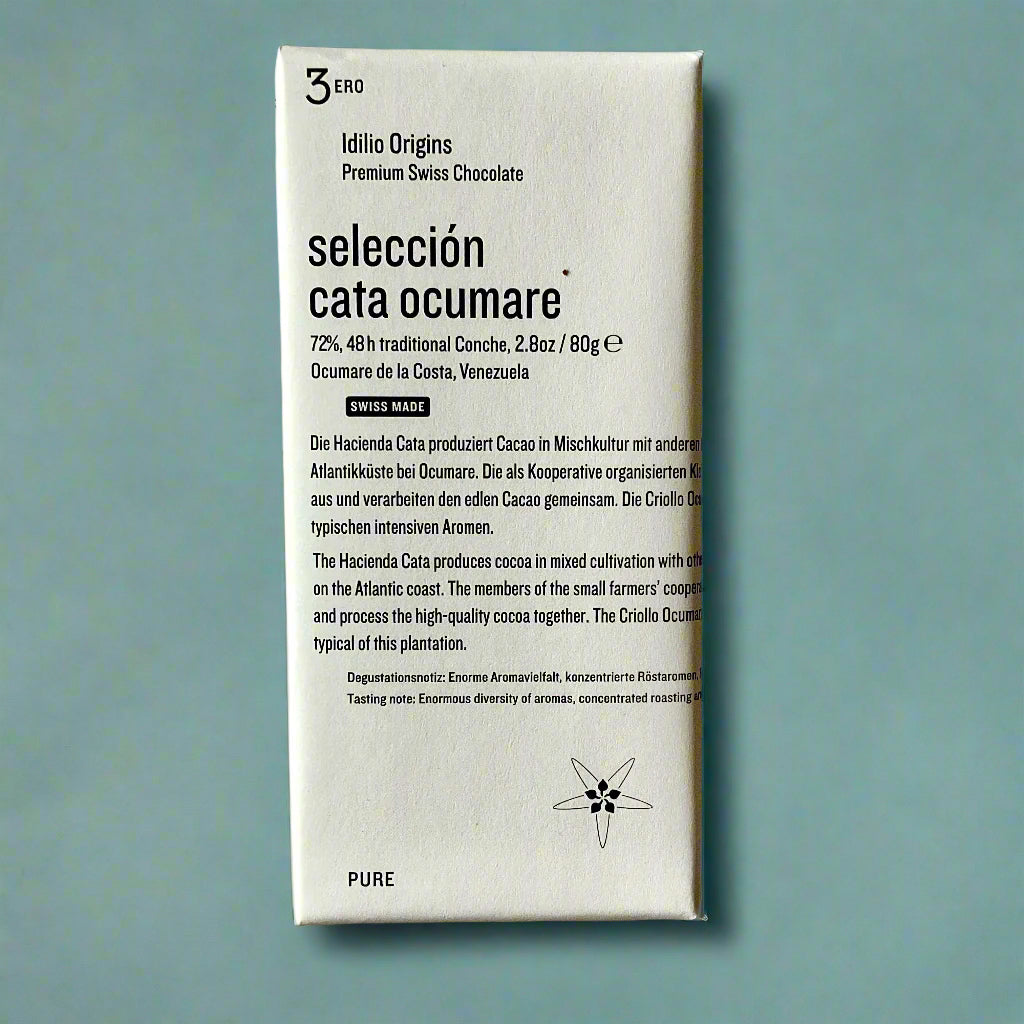 3ERO
Idilio Origins
Premium Swiss Chocolate
selección
cata ocumare
72%, 48h traditional Conche, 2.8oz / 80g ℮
Ocumare de la Costa, Venezuela
SWISS MADE
Die Hacienda Cata produziert Cacao in Mischkultur mit anderen
Atlantikküste bei Ocumare. Die als Kooperative organisierten
aus und verarbeiten den edlen Cacao gemeinsam. Die Criollo
typischen intensiven Aromen.
The Hacienda Cata produces cocoa in mixed cultivation with
on the Atlantic coast. The members of the small farmers'
and process the high-quality cocoa together. The Criollo
typical of this plantation.
Degustationsnotiz: Enorme Aromavielfalt, konzentrierte Röstaromen,
Tasting note: Enormous diversity of aromas, concentrated roasting
PURE